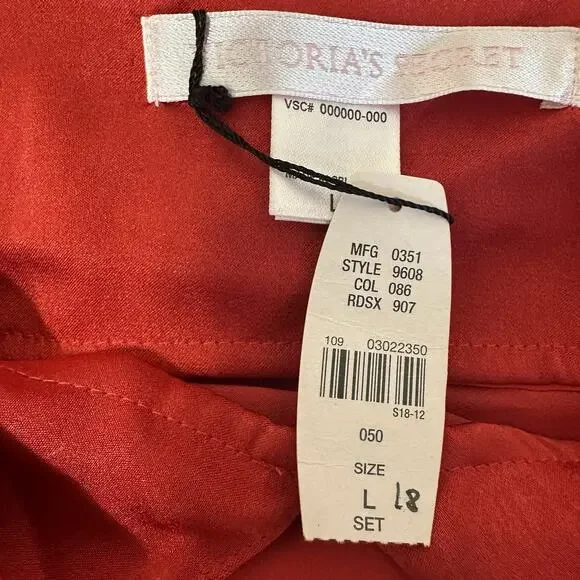 VICTORIA'S SECRET
VSC# 000000-000
MFG 0351
STYLE 9608
COL 086
RDSX 907
109 03022350
S18-12
050
SIZE
L 18
SET